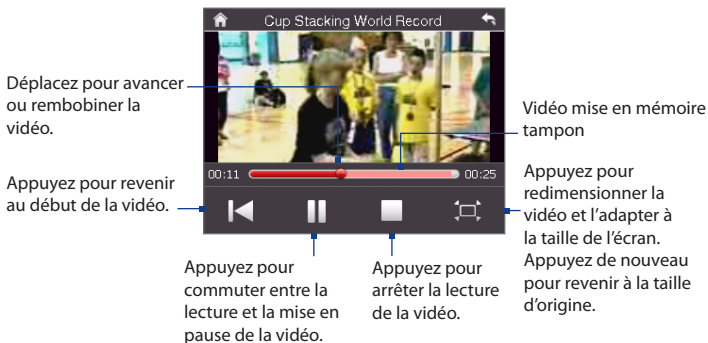 Cup Stacking World Record
Déplacez pour avancer
ou rembobiner la
vidéo.
Vidéo mise en mémoire
tampon
00:11
00:25
Appuyez pour revenir
au début de la vidéo.
Appuyez pour
redimensionner la
vidéo et l'adapter à
la taille de l'écran.
Appuyez de nouveau
pour revenir à la taille
d'origine.
Appuyez pour
commuter entre la
lecture et la mise en
pause de la vidéo.
Appuyez pour
arrêter la lecture
de la vidéo.